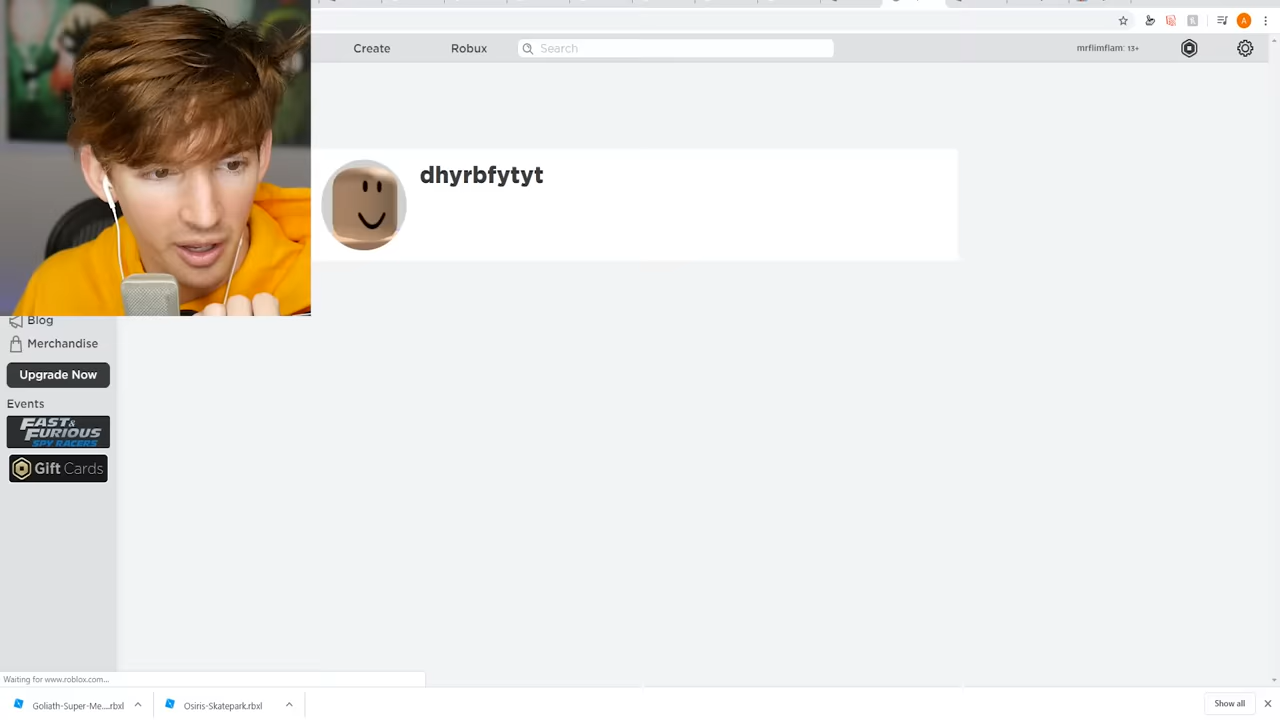 Create
Robux
Search
mrflimflam: 13+
dhyrbfytyt
Blog
Merchandise
Upgrade Now
Events
FAST &
FURIOUS
SPY RACERS
Gift Cards
Waiting for www.roblox.com...
Goliath-Super-Me....rbxl
Osiris-Skatepark.rbxl
Show all
A